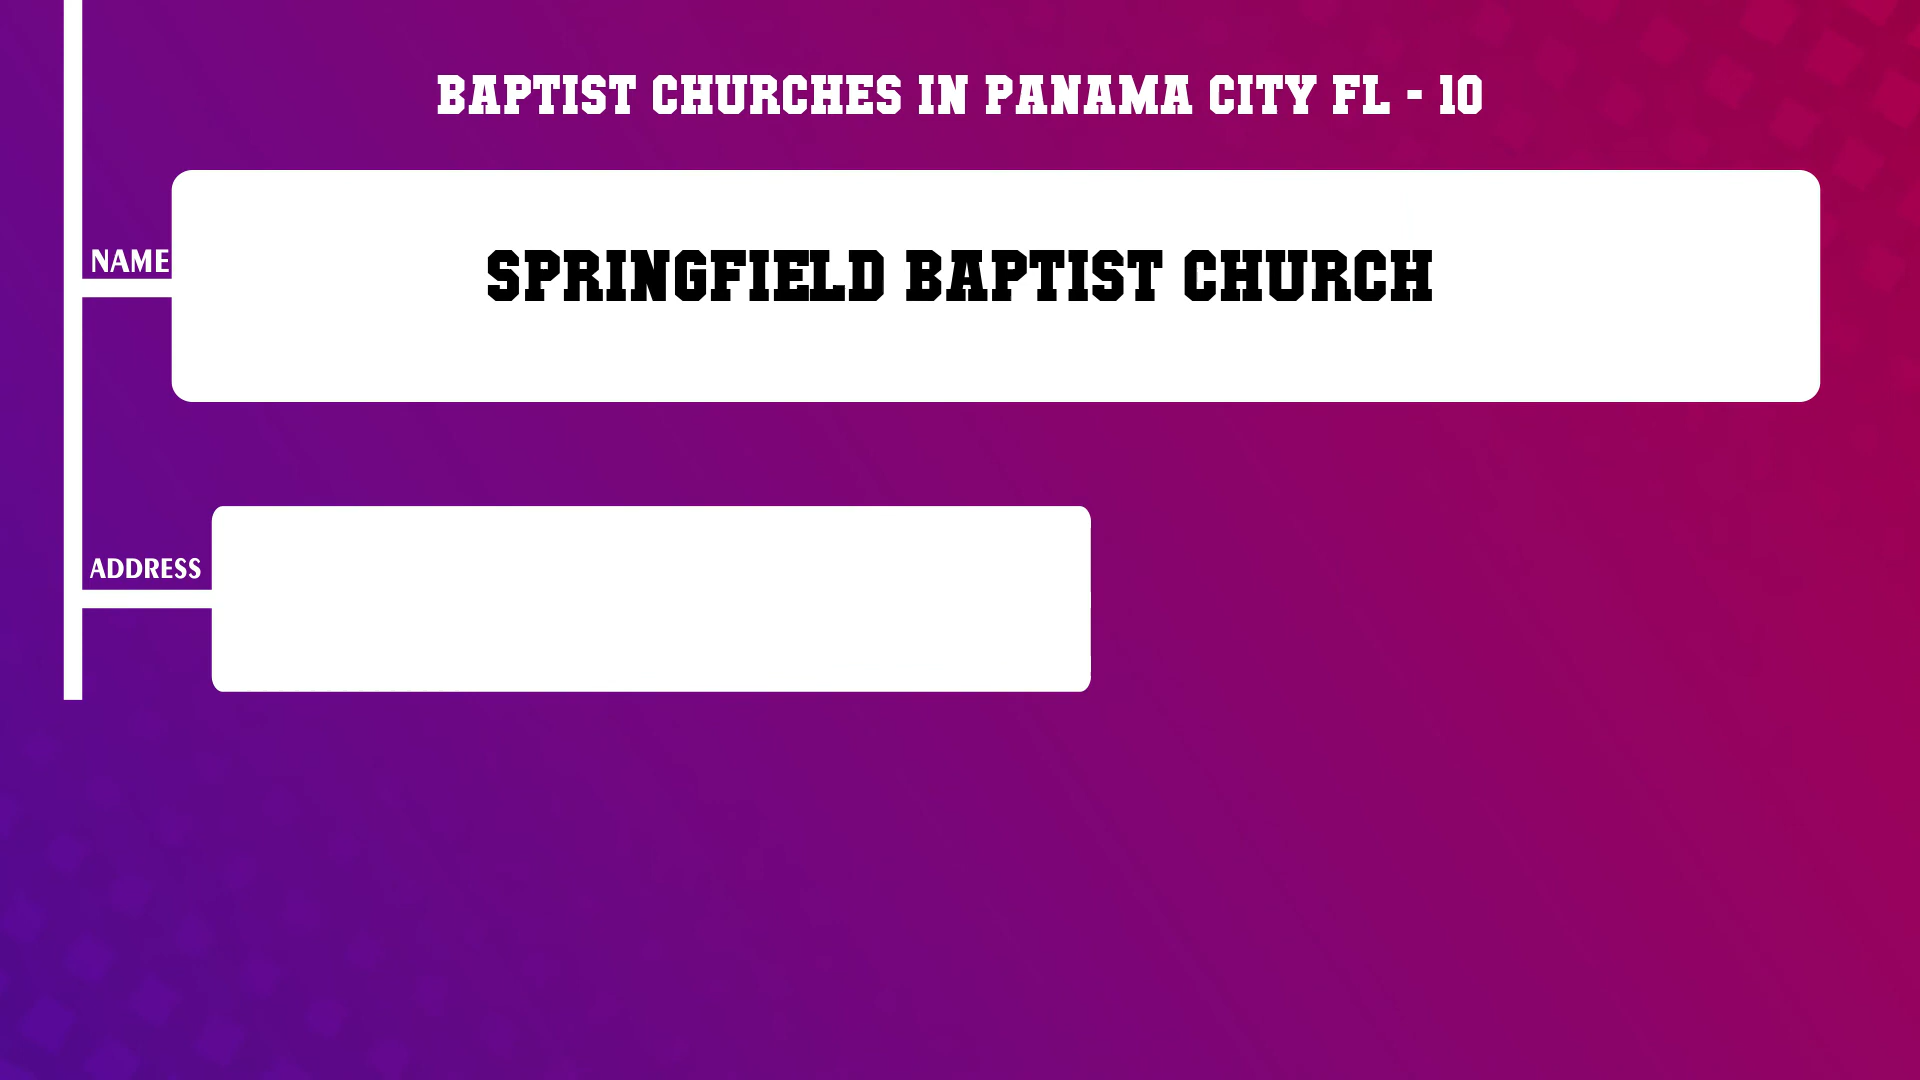 BAPTIST CHURCHES IN PANAMA CITY FL - 10
NAME
SPRINGFIELD BAPTIST CHURCH
ADDRESS